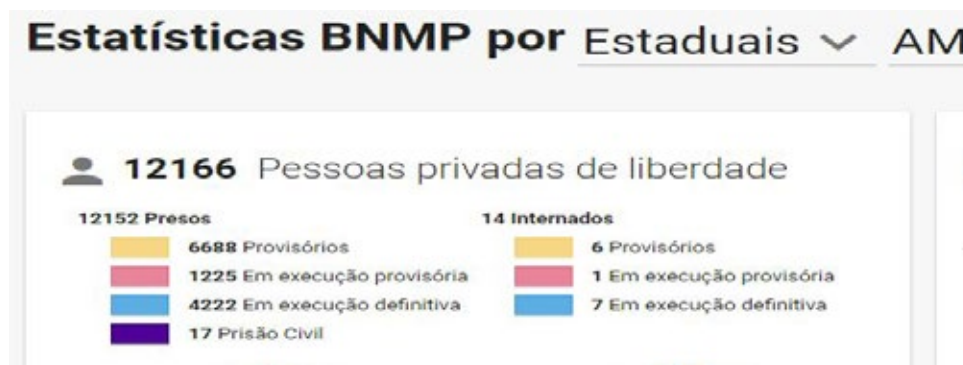 Estatísticas BNMP por Estaduais AM
12166 Pessoas privadas de liberdade
12152 Presos
6688 Provisórios
1225 Em execução provisória
4222 Em execução definitiva
17 Prisão Civil
14 Internados
6 Provisórios
1 Em execução provisória
7 Em execução definitiva